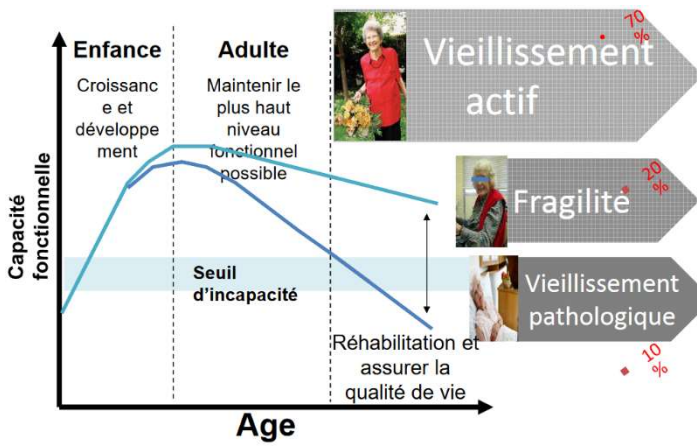 Enfance
Croissanc
e et
développe
ment
Adulte
Maintenir le
plus haut
niveau
fonctionnel
possible
Vieillissement
actif
70
%
Fragilité
20
%
Vieillissement
pathologique
10
%
Capacité
fonctionnelle
Seuil
d'incapacité
Réhabilitation et
assurer la
qualité de vie
Age